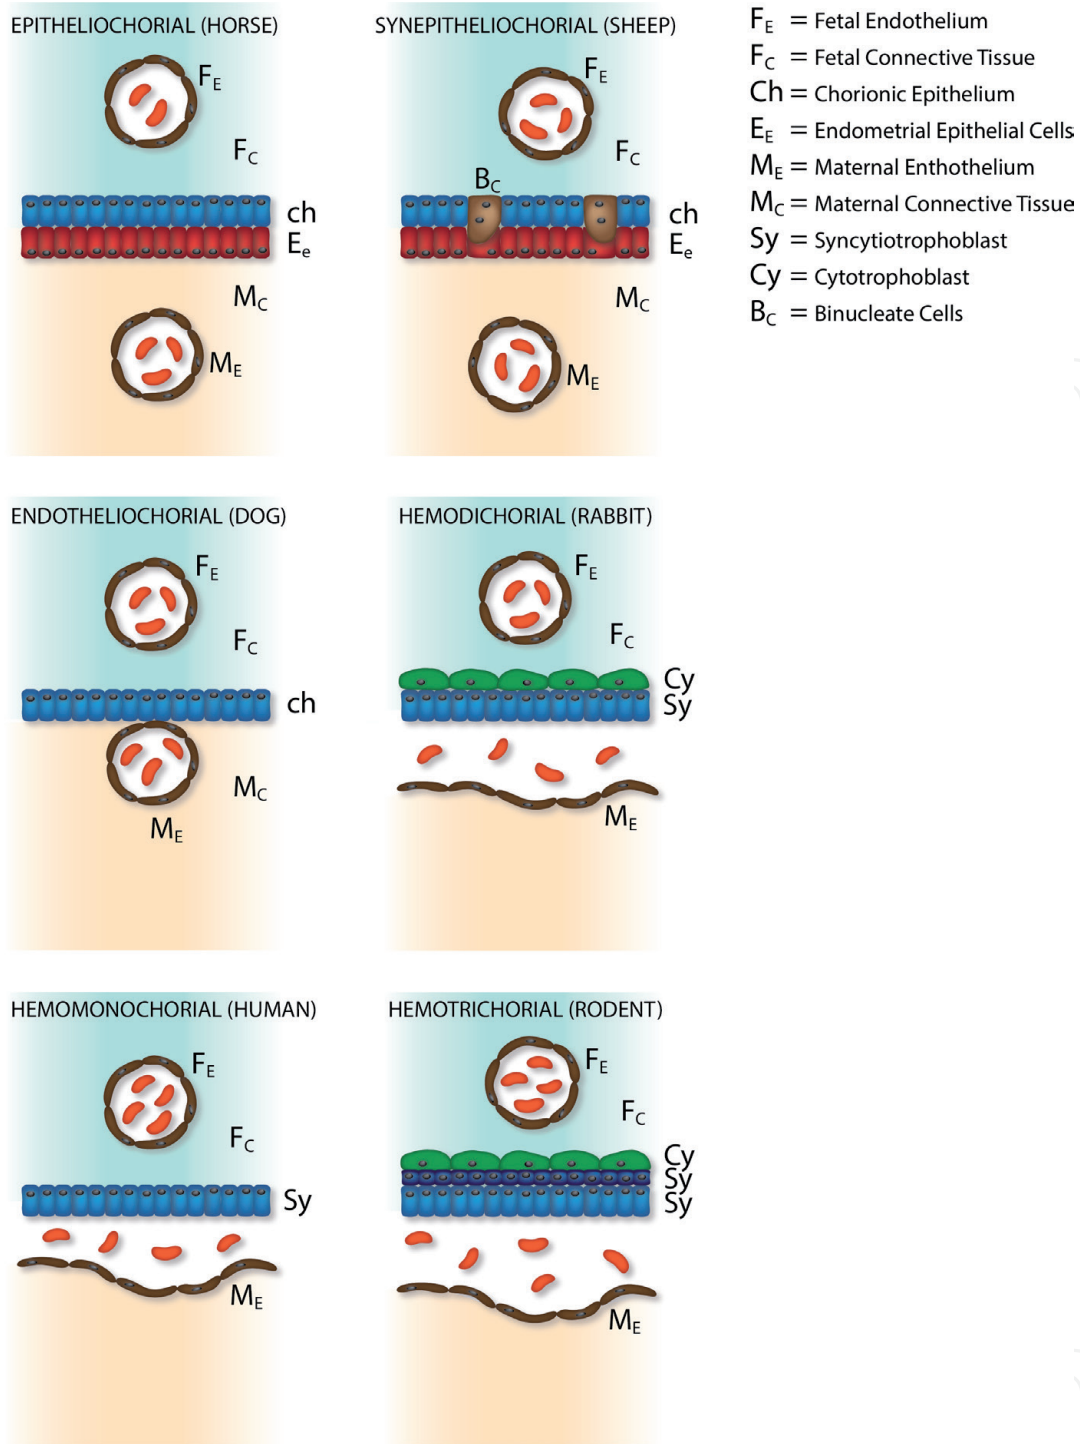 EPITHELIOCHORIAL (HORSE)
FE
FC
ch
Ee
MC
ME
SYNEPITHELIOCHORIAL (SHEEP)
FE
FC
BC
ch
Ee
MC
ME
FE = Fetal Endothelium
FC = Fetal Connective Tissue
Ch = Chorionic Epithelium
EE = Endometrial Epithelial Cells
ME = Maternal Enthothelium
MC = Maternal Connective Tissue
Sy = Syncytiotrophoblast
Cy = Cytotrophoblast
BC = Binucleate Cells
ENDOTHELIOCHORIAL (DOG)
FE
FC
ch
MC
ME
HEMODICHORIAL (RABBIT)
FE
FC
Cy
Sy
ME
HEMOMONOCHORIAL (HUMAN)
FE
FC
Sy
ME
HEMOTRICHORIAL (RODENT)
FE
FC
Cy
Sy
Sy
ME